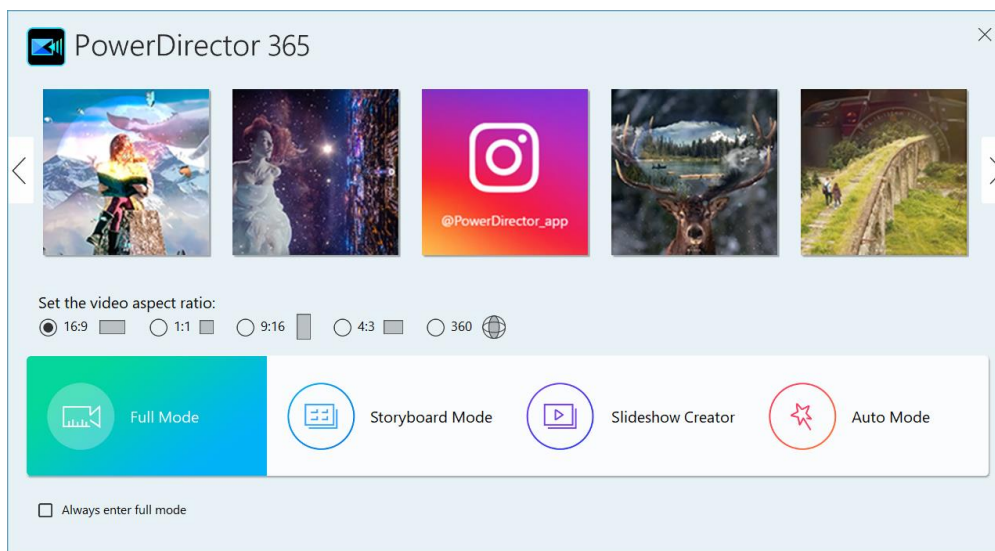 PowerDirector 365
@PowerDirector_app
Set the video aspect ratio:
16:9 1:1 9:16 4:3 360
Full Mode Storyboard Mode Slideshow Creator Auto Mode
Always enter full mode